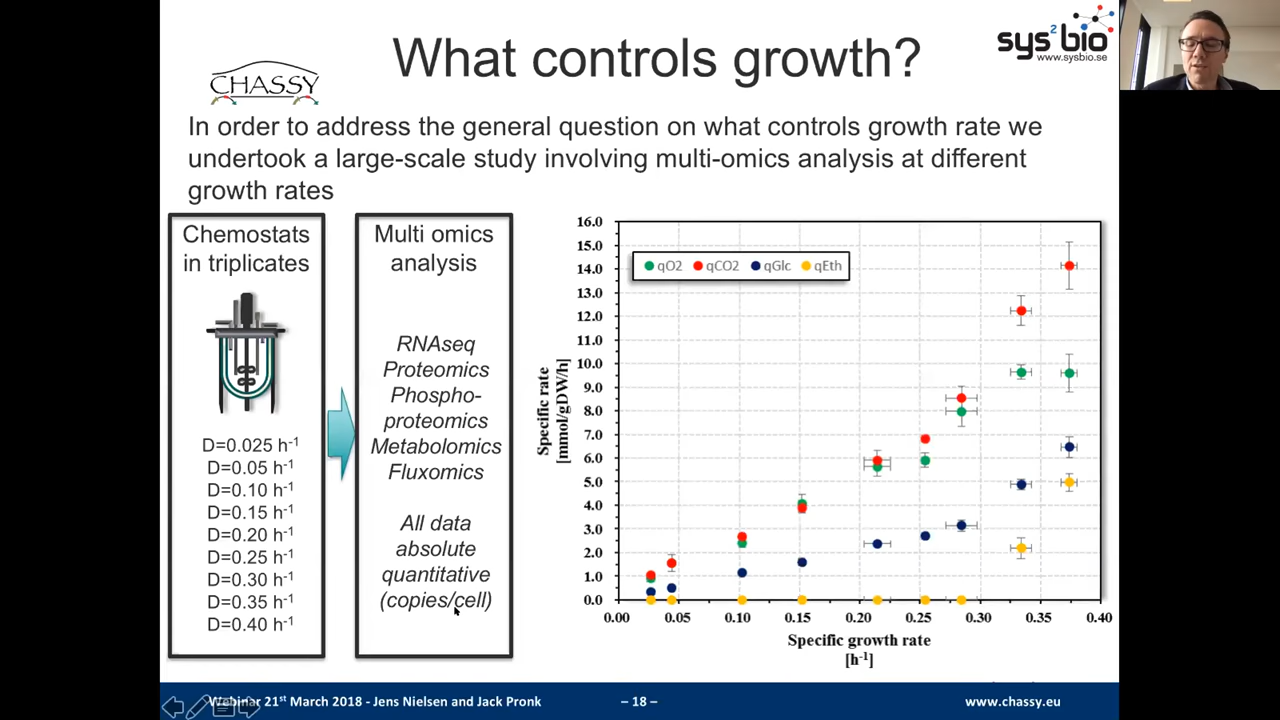 What controls growth?
CHASSY
sys2bio
www.sysbio.se
In order to address the general question on what controls growth rate we
undertook a large-scale study involving multi-omics analysis at different
growth rates
Chemostats
in triplicates
D=0.025 h-1
D=0.05 h-1
D=0.10 h-1
D=0.15 h-1
D=0.20 h-1
D=0.25 h-1
D=0.30 h-1
D=0.35 h-1
D=0.40 h-1
Multi omics
analysis
RNAseq
Proteomics
Phospho-
proteomics
Metabolomics
Fluxomics
All data
absolute
quantitative
(copies/cell)
Specific rate
[mmol/gDW/h]
16.0
15.0
14.0
13.0
12.0
11.0
10.0
9.0
8.0
7.0
6.0
5.0
4.0
3.0
2.0
1.0
0.0
qO2 qCO2 qGlc qEth
0.00 0.05 0.10 0.15 0.20 0.25 0.30 0.35 0.40
Specific growth rate
[h-1]
Webinar 21st March 2018 - Jens Nielsen and Jack Pronk
– 18 –
www.chassy.eu